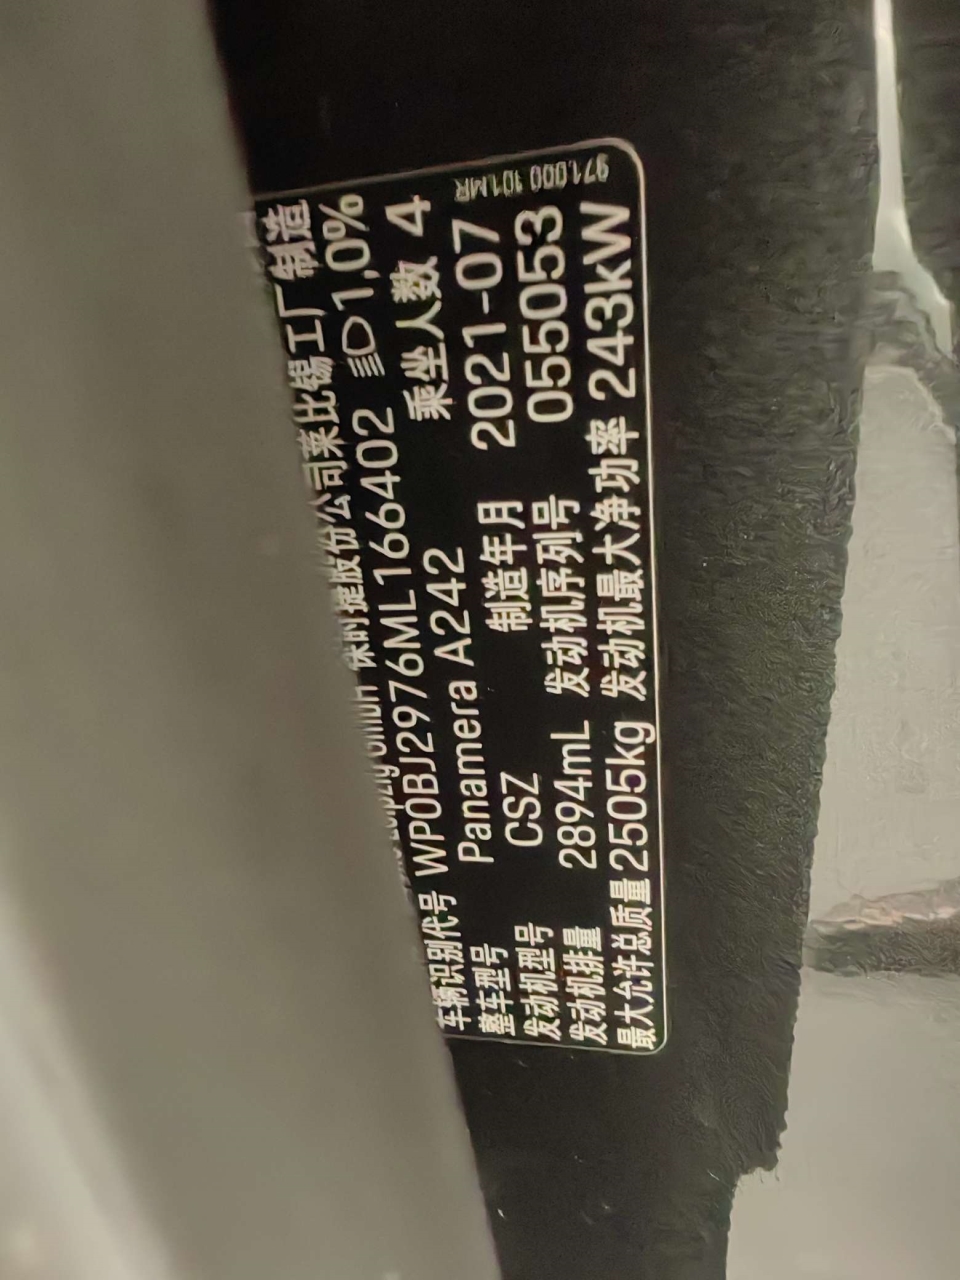 保时捷股份公司莱比锡工厂制造
车辆识别代号 WP0BJ2976ML166402 1,0%
整车型号 Panamera A242 乘坐人数 4
发动机型号 CSZ 制造年月 2021-07
发动机排量 2894mL 发动机序列号 055053
最大允许总质量 2505kg 发动机最大净功率 243kW
971.000.101.MR